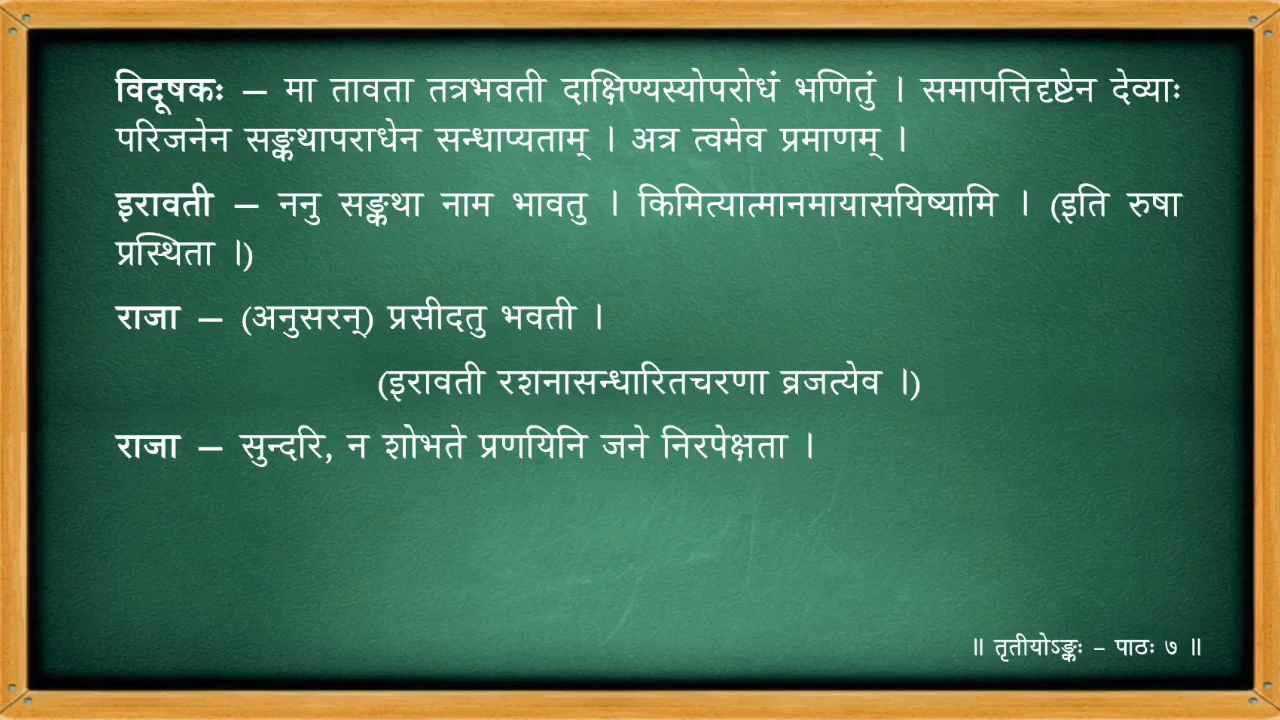 विदूषकः – मा तावता तत्रभवती दाक्षिण्यस्योपरोधं भणितुं । समापत्तिदृष्टेन देव्याः
परिजनेन सङ्कथापराधेन सन्धाप्यताम् । अत्र त्वमेव प्रमाणम् ।
इरावती – ननु सङ्कथा नाम भावतु । किमित्यात्मानमायासयिष्यामि । (इति रुषा
प्रस्थिता ।)
राजा – (अनुसरन्) प्रसीदतु भवती ।
(इरावती रशनासन्धारितचरणा व्रजत्येव ।)
राजा – सुन्दरि, न शोभते प्रणयिनि जने निरपेक्षता ।
॥ तृतीयोऽङ्कः – पाठः ७ ॥